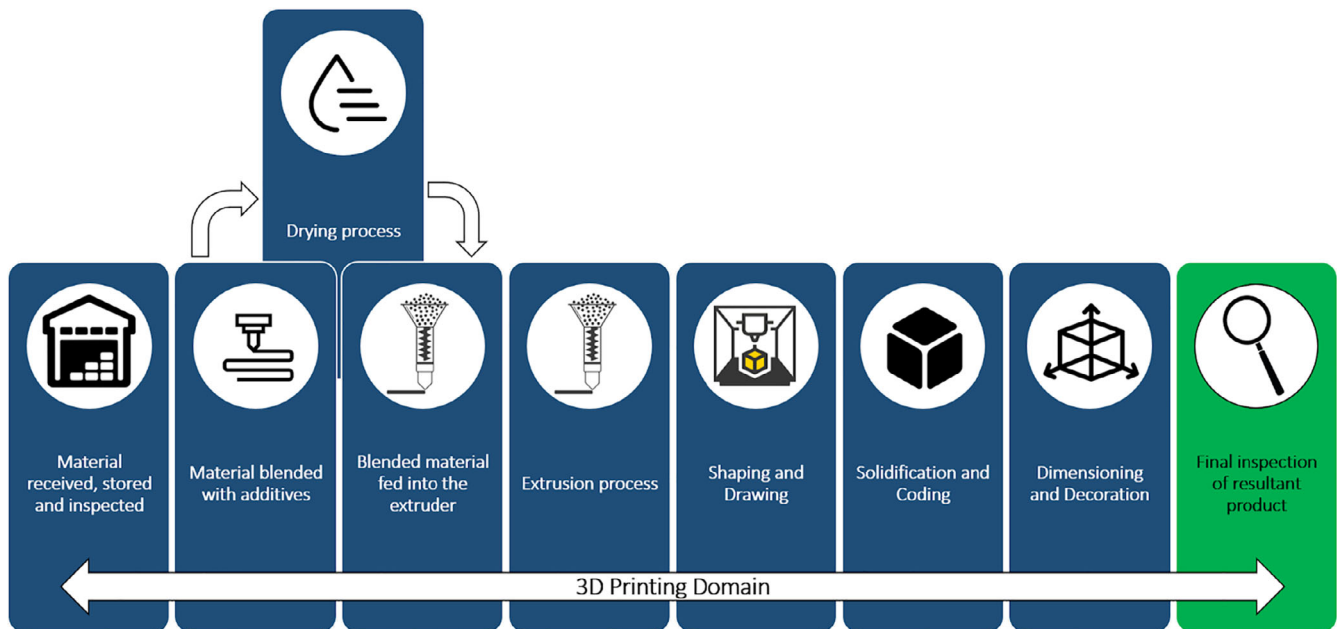 Drying process
Material
received, stored
and inspected
Material blended
with additives
Blended material
fed into the
extruder
Extrusion process
Shaping and
Drawing
Solidification and
Coding
Dimensioning
and Decoration
Final inspection
of resultant
product
3D Printing Domain